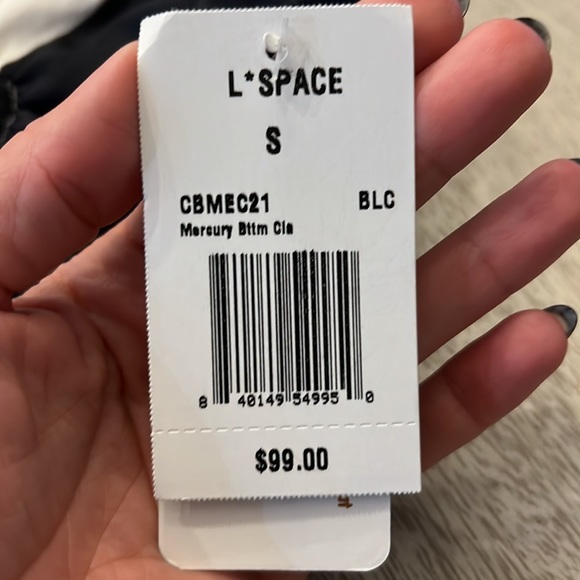 L*SPACE
S
CBMEC21 BLC
Mercury Bttm Cla
8 40149 54995 0
$99.00